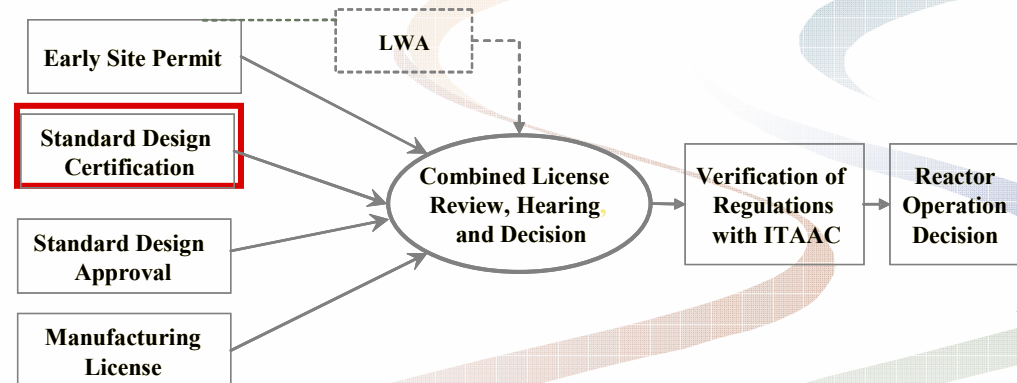 Early Site Permit
LWA
Standard Design
Certification
Standard Design
Approval
Manufacturing
License
Combined License
Review, Hearing,
and Decision
Verification of
Regulations
with ITAAC
Reactor
Operation
Decision